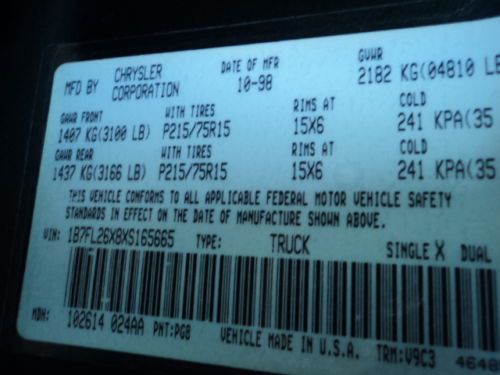 MFD BY CHRYSLER CORPORATION DATE OF MFR 10-98 GVWR 2182 KG(04810 LB
GAWR FRONT WITH TIRES RIMS AT COLD
1407 KG(3100 LB) P215/75R15 15X6 241 KPA(35
GAWR REAR WITH TIRES RIMS AT COLD
1437 KG(3166 LB) P215/75R15 15X6 241 KPA(35
THIS VEHICLE CONFORMS TO ALL APPLICABLE FEDERAL MOTOR VEHICLE SAFETY
STANDARDS IN EFFECT ON THE DATE OF MANUFACTURE SHOWN ABOVE.
VIN: 1B7FL26X8XS165665 TYPE: TRUCK SINGLE X DUAL
MDH: 102614 024AA PNT:PG8 VEHICLE MADE IN U.S.A. TRM:V9C3
4648